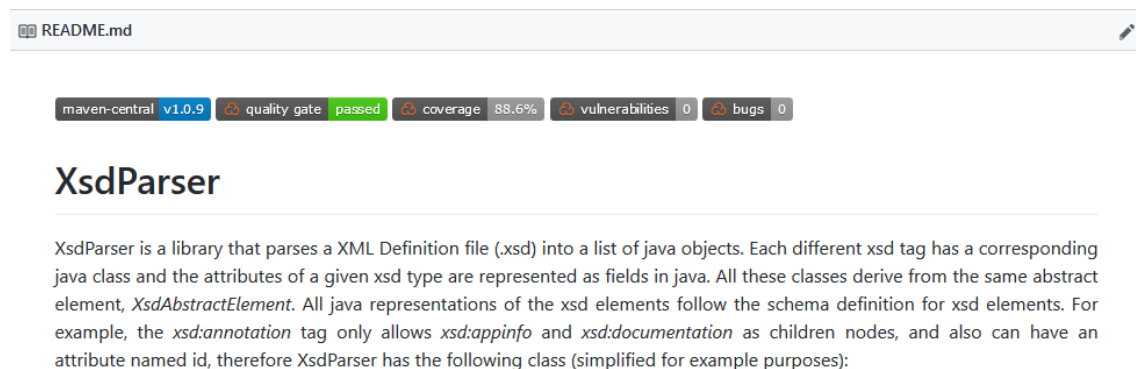 README.md
maven-central v1.0.9 quality gate passed coverage 88.6% vulnerabilities 0 bugs 0
XsdParser
XsdParser is a library that parses a XML Definition file (.xsd) into a list of java objects. Each different xsd tag has a corresponding
java class and the attributes of a given xsd type are represented as fields in java. All these classes derive from the same abstract
element, XsdAbstractElement. All java representations of the xsd elements follow the schema definition for xsd elements. For
example, the xsd:annotation tag only allows xsd:appinfo and xsd:documentation as children nodes, and also can have an
attribute named id, therefore XsdParser has the following class (simplified for example purposes):